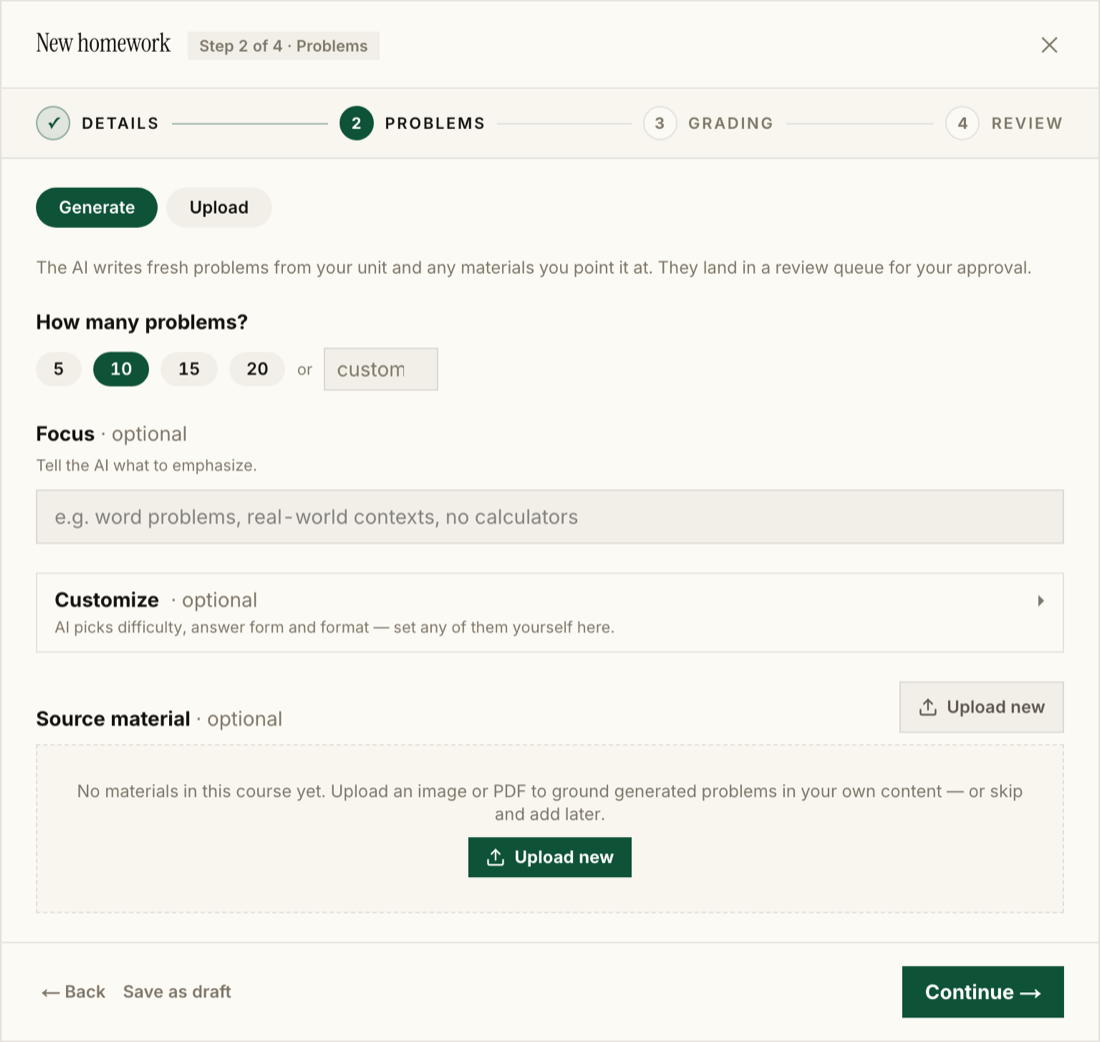 New homework
Step 2 of 4 · Problems
✓ DETAILS
2 PROBLEMS
3 GRADING
4 REVIEW
Generate
Upload
The AI writes fresh problems from your unit and any materials you point it at. They land in a review queue for your approval.
How many problems?
5 10 15 20 or custom
Focus · optional
Tell the AI what to emphasize.
e.g. word problems, real-world contexts, no calculators
Customize · optional
AI picks difficulty, answer form and format — set any of them yourself here.
Source material · optional
Upload new
No materials in this course yet. Upload an image or PDF to ground generated problems in your own content — or skip
and add later.
Upload new
← Back
Save as draft
Continue →